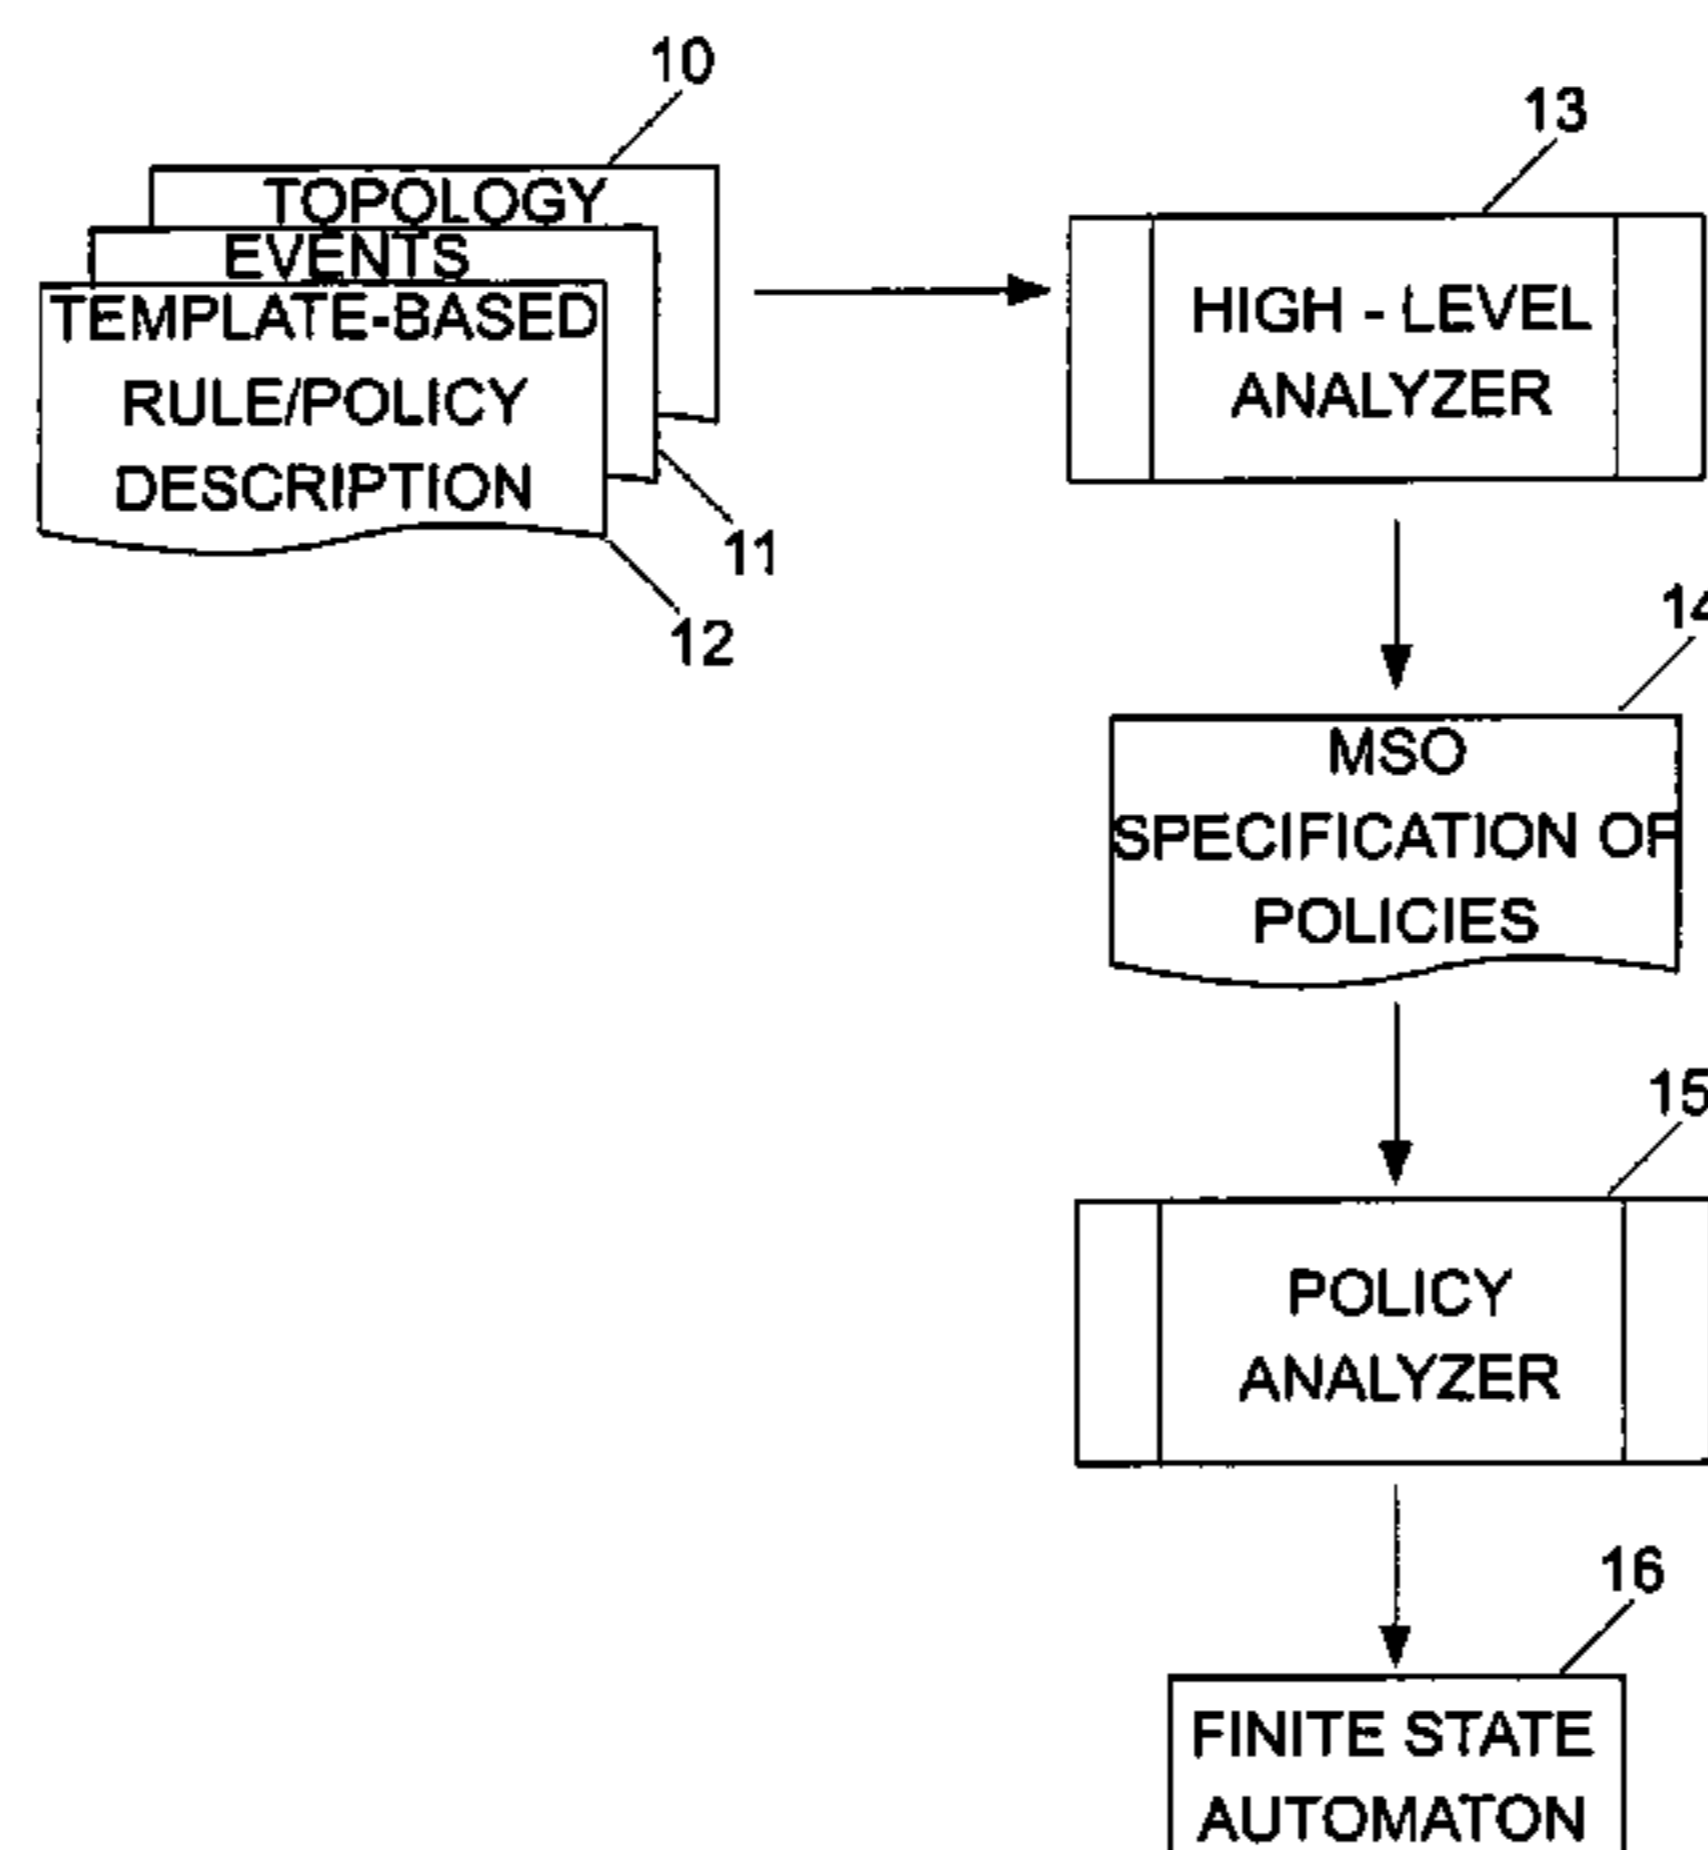 10
TOPOLOGY
EVENTS
TEMPLATE-BASED
RULE/POLICY
DESCRIPTION
11
12
13
HIGH - LEVEL
ANALYZER
14
MSO
SPECIFICATION OF
POLICIES
15
POLICY
ANALYZER
16
FINITE STATE
AUTOMATON